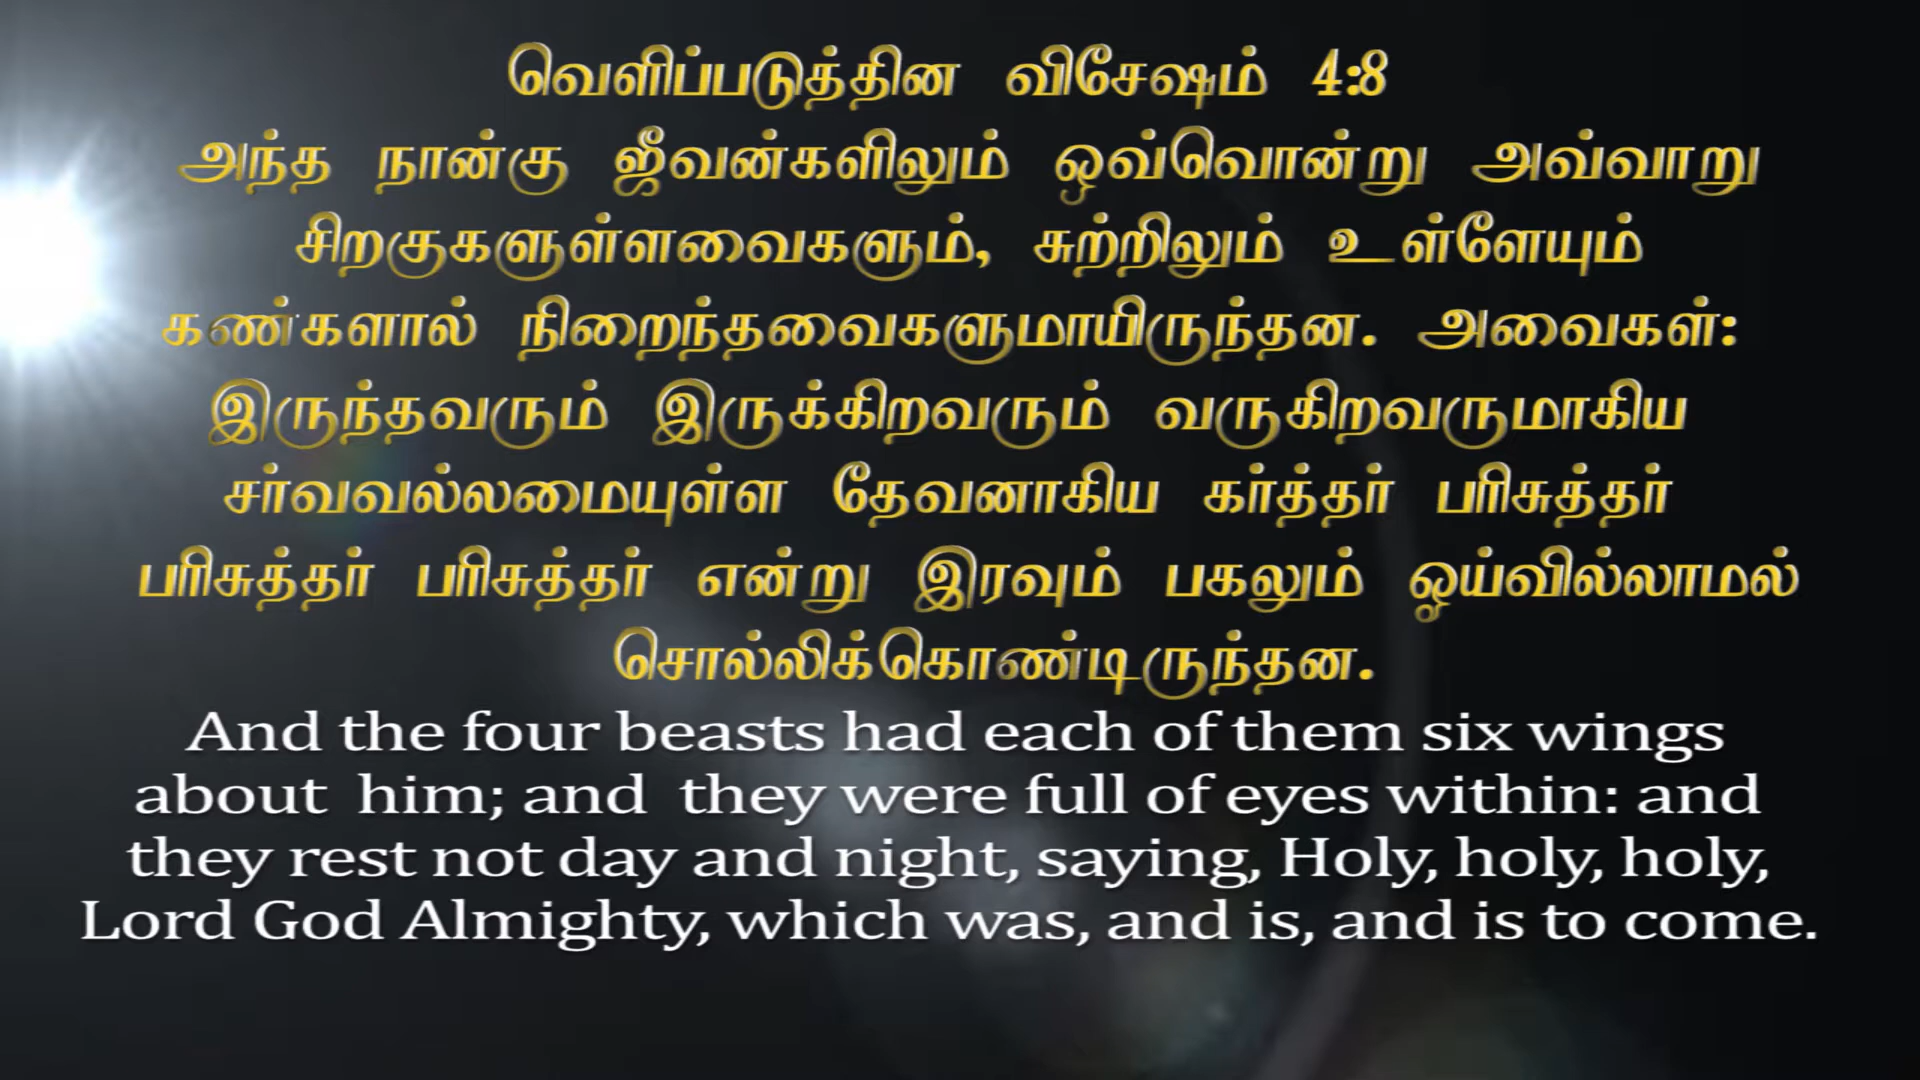 வெளிப்படுத்தின விசேஷம் 4:8
அந்த நான்கு ஜீவன்களிலும் ஒவ்வொன்று அவ்வாறு
சிறகுகளுள்ளவைகளும், சுற்றிலும் உள்ளேயும்
கண்களால் நிறைந்தவைகளுமாயிருந்தன. அவைகள்:
இருந்தவரும் இருக்கிறவரும் வருகிறவருமாகிய
சர்வவல்லமையுள்ள தேவனாகிய கர்த்தர் பரிசுத்தர்
பரிசுத்தர் பரிசுத்தர் என்று இரவும் பகலும் ஓய்வில்லாமல்
சொல்லிக்கொண்டிருந்தன.
And the four beasts had each of them six wings
about him; and they were full of eyes within: and
they rest not day and night, saying, Holy, holy, holy,
Lord God Almighty, which was, and is, and is to come.